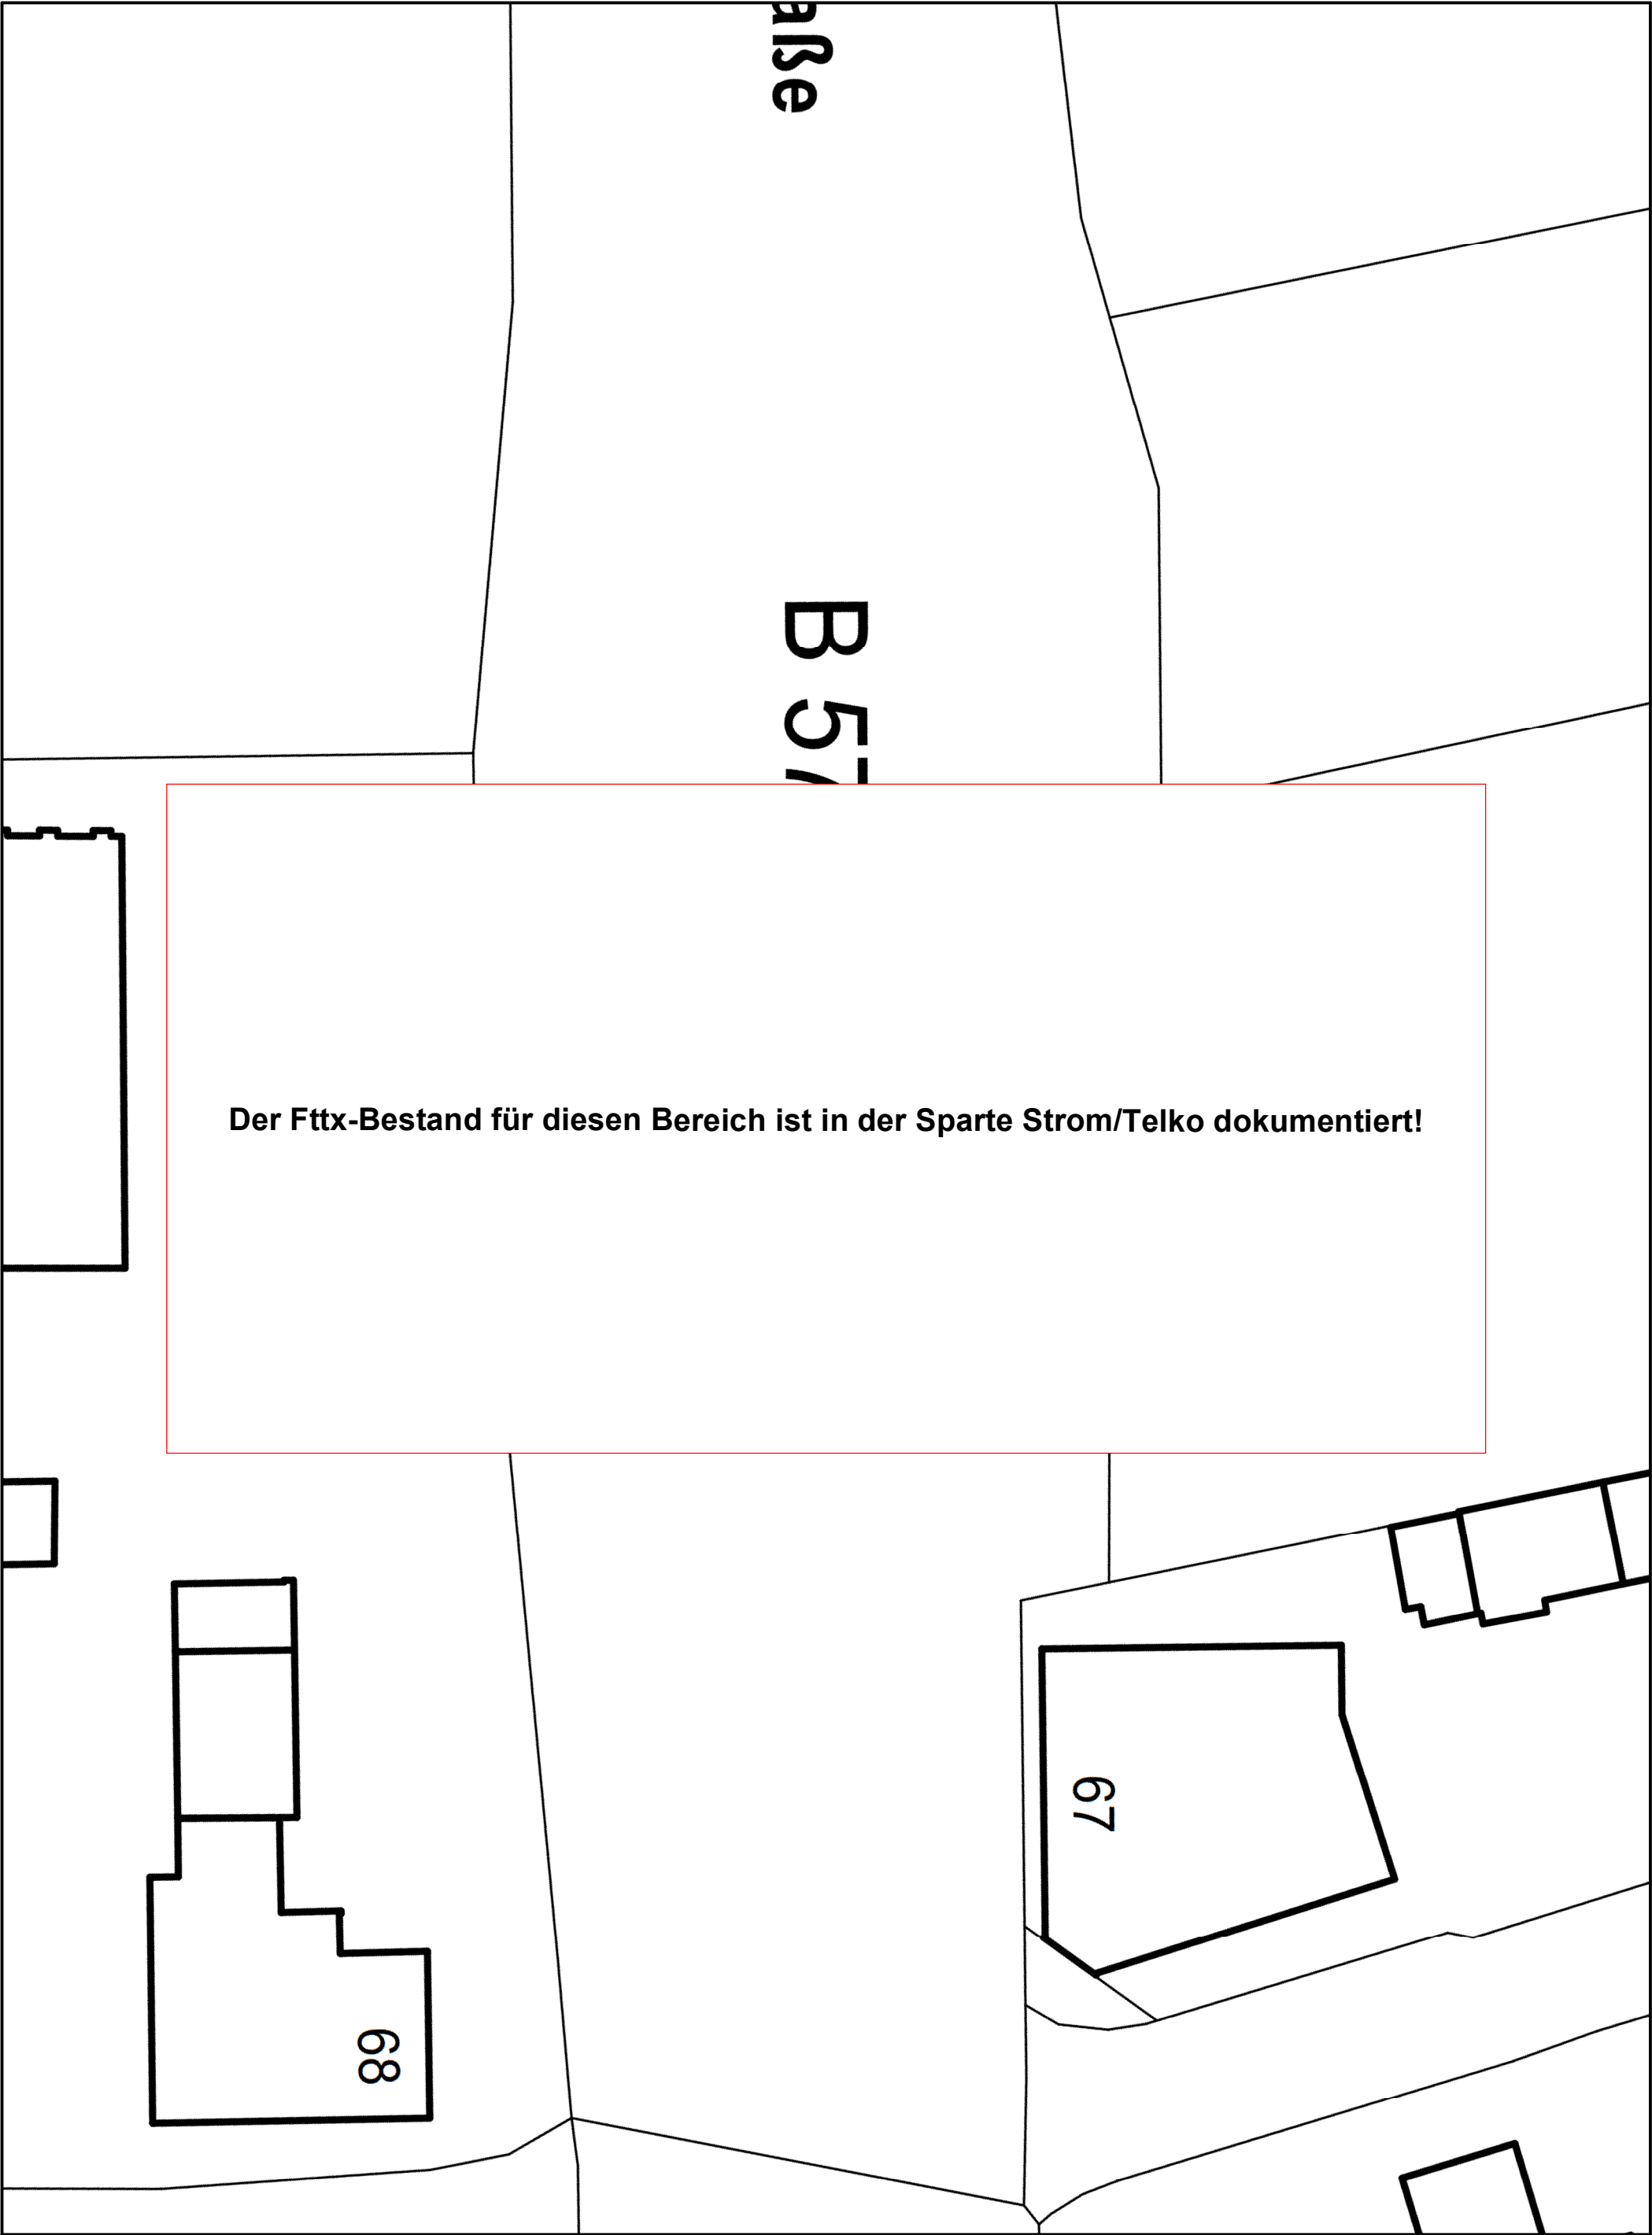 aße
B 57
Der Fttx-Bestand für diesen Bereich ist in der Sparte Strom/Telko dokumentiert!
67
68